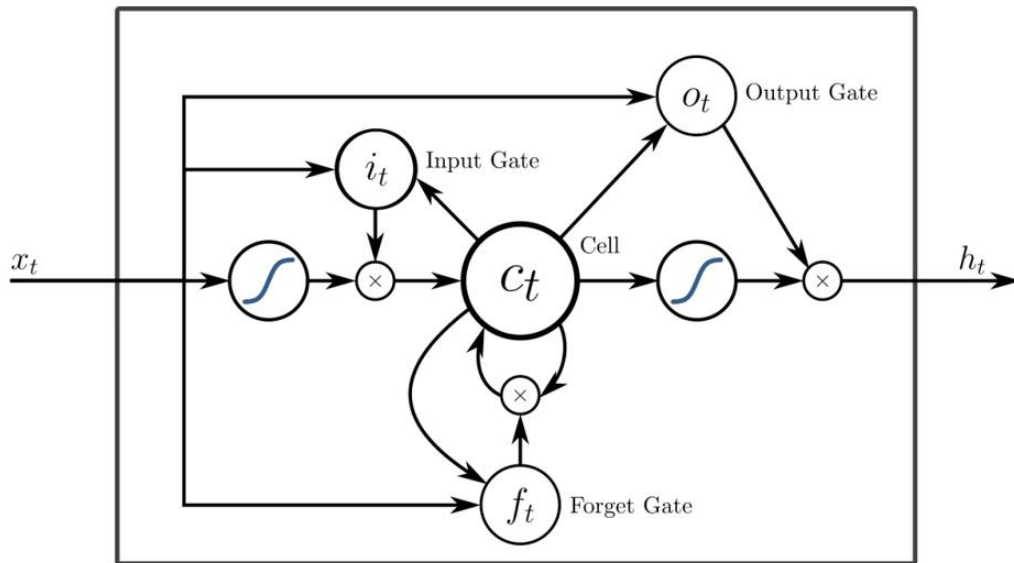 o_t Output Gate
i_t Input Gate
x_t
Cell
c_t
h_t
×
×
×
f_t Forget Gate